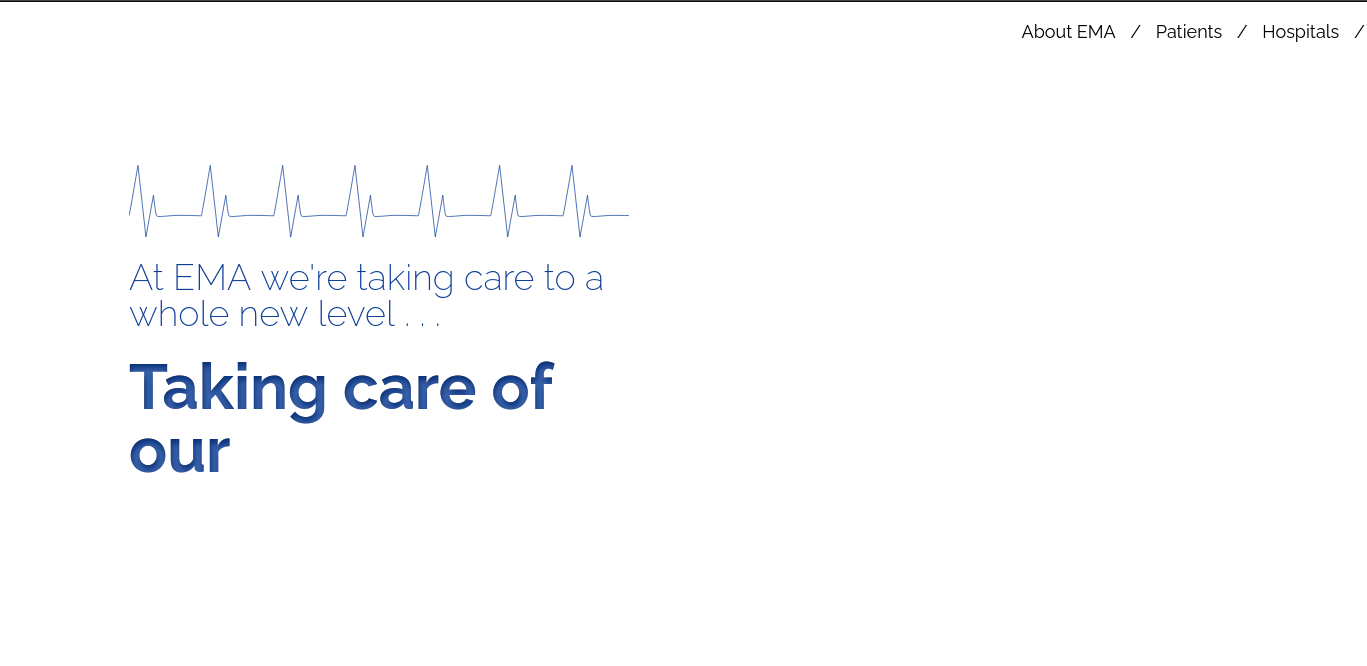 About EMA / Patients / Hospitals /
At EMA we're taking care to a
whole new level . . .
Taking care of
our